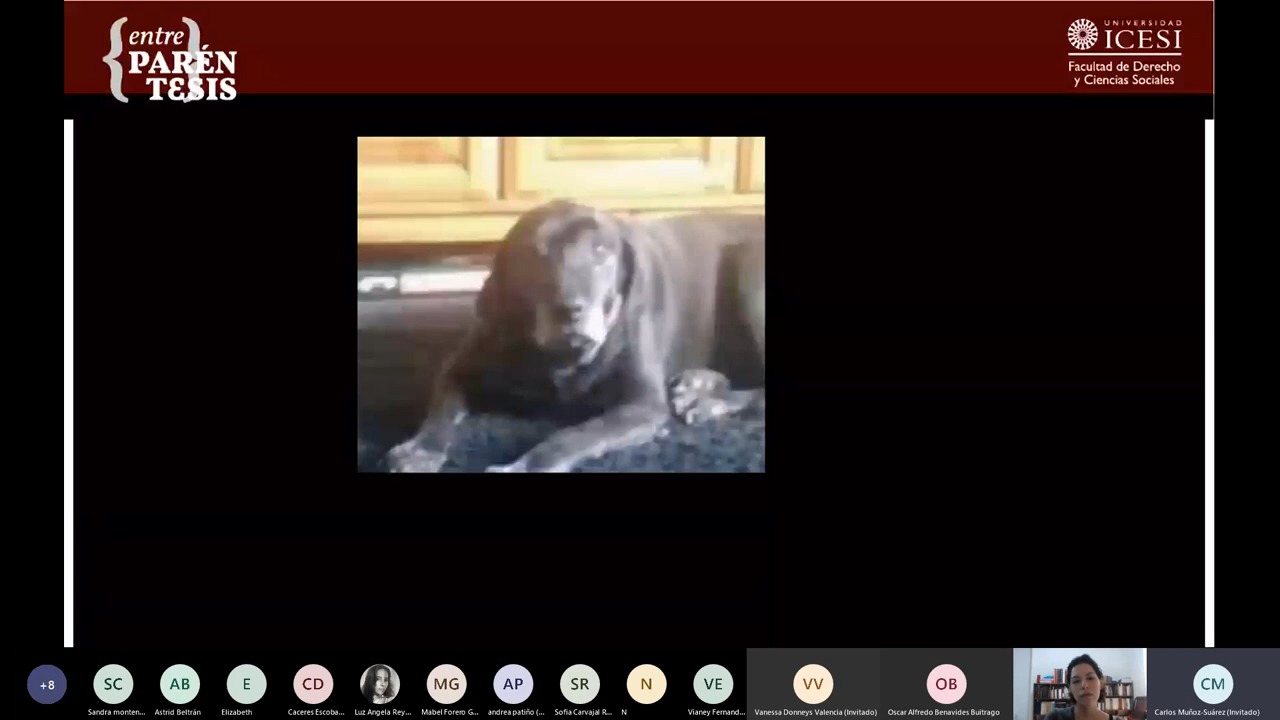 entre
PARÉN
TESIS
UNIVERSIDAD
ICESI
Facultad de Derecho
y Ciencias Sociales
+8
SC
AB
E
CD
MG
AP
SR
N
VE
VV
OB
CM
Sandra monten...
Astrid Beltrán
Elizabeth
Caceres Escoba...
Luz Angela Rey...
Mabel Forero G...
andrea patiño (...
Sofia Carvajal R...
N
Vianey Fernand...
Vanessa Donneys Valencia (Invitado)
Oscar Alfredo Benavides Buitrago
Carlos Muñoz-Suárez (Invitado)